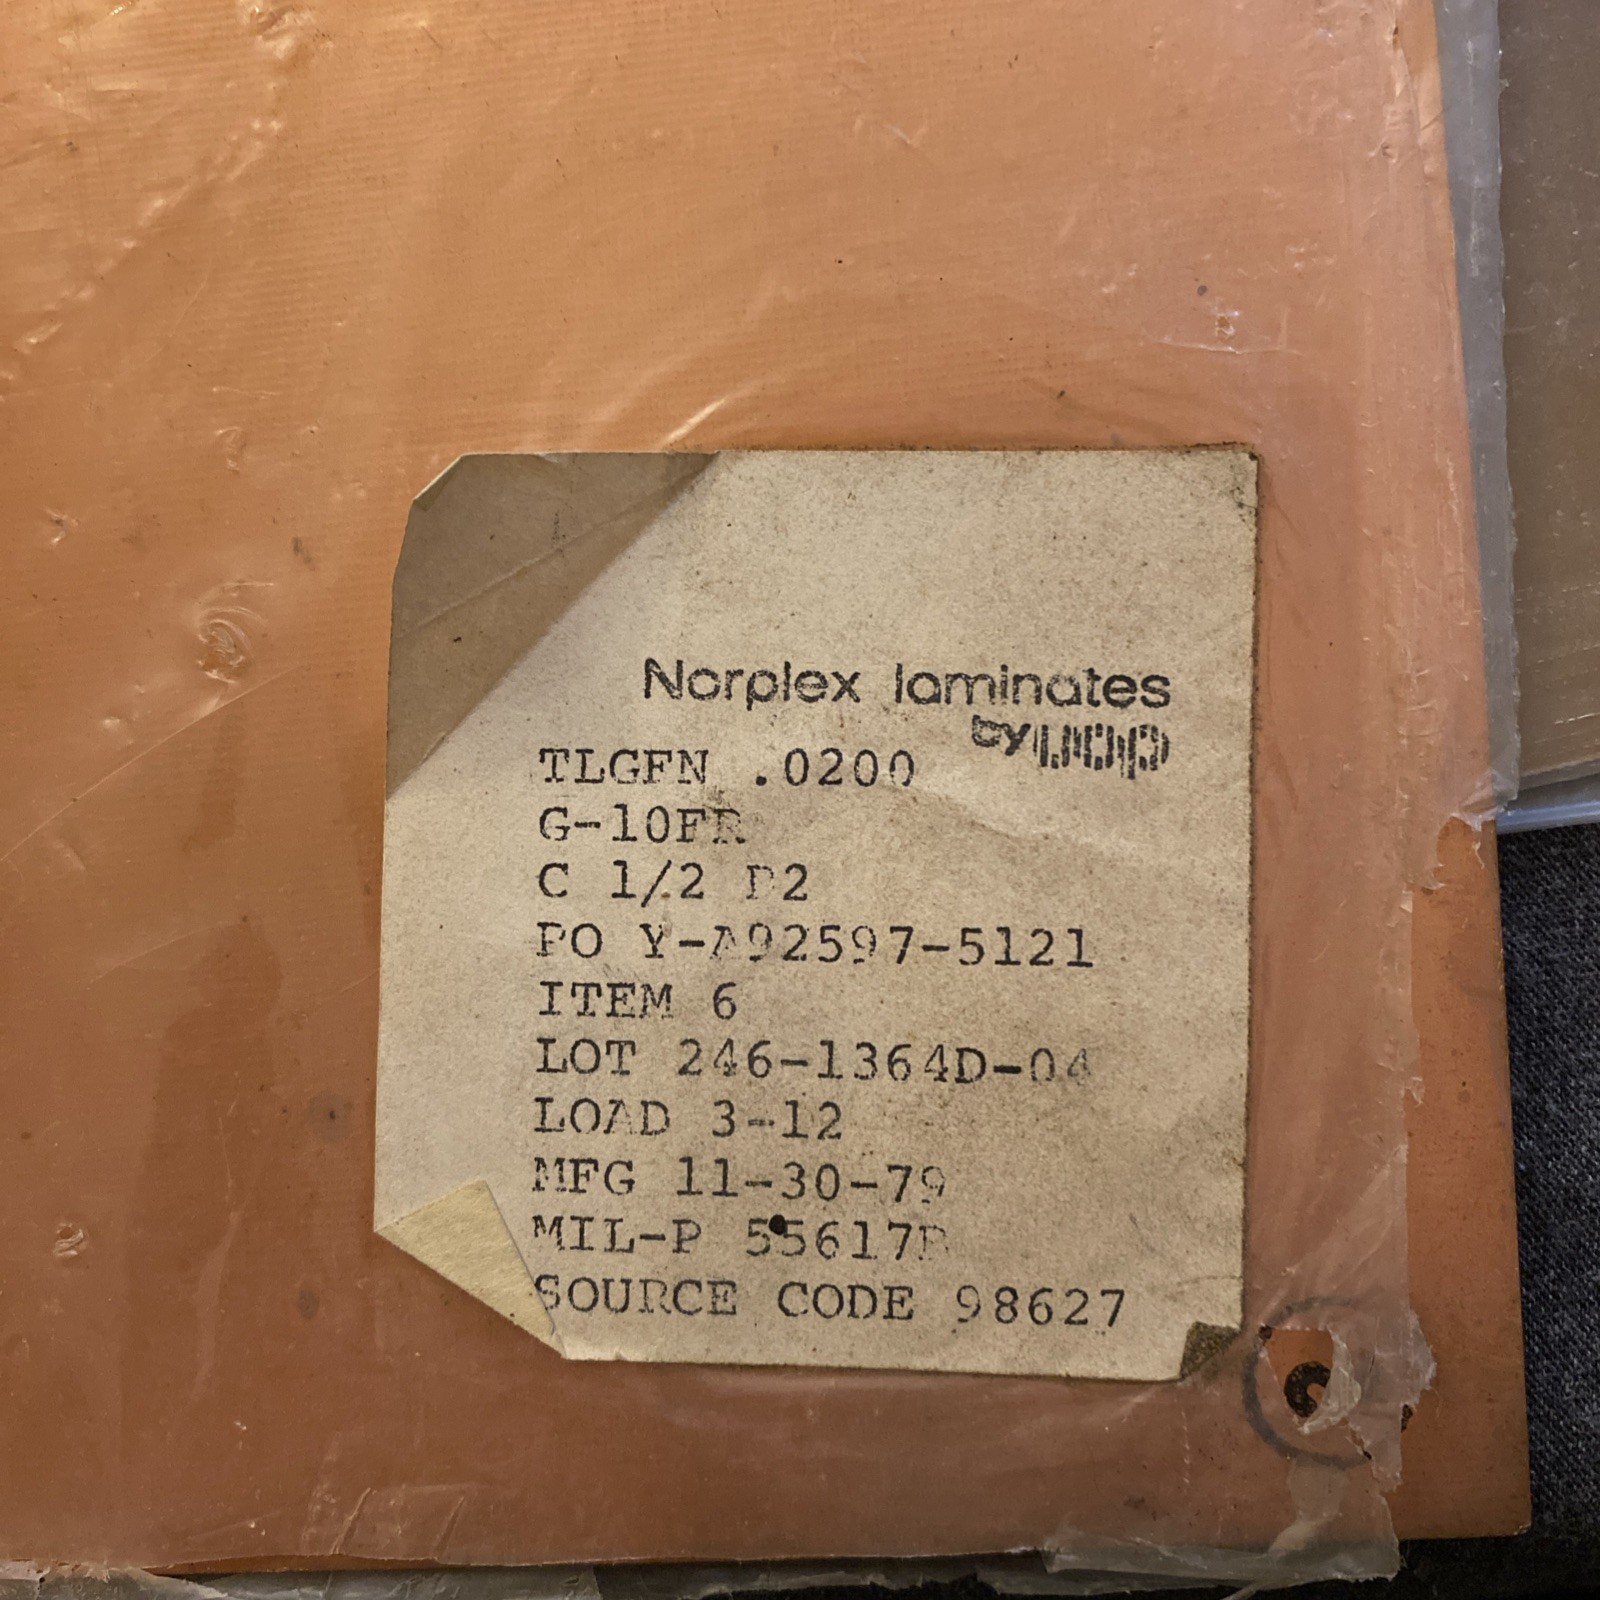 Norplex laminates
by uop
TLGFN .0200
G-10FR
C 1/2 P2
PO Y-A92597-5121
ITEM 6
LOT 246-1364D-04
LOAD 3-12
MFG 11-30-79
MIL-P 55617B
SOURCE CODE 98627